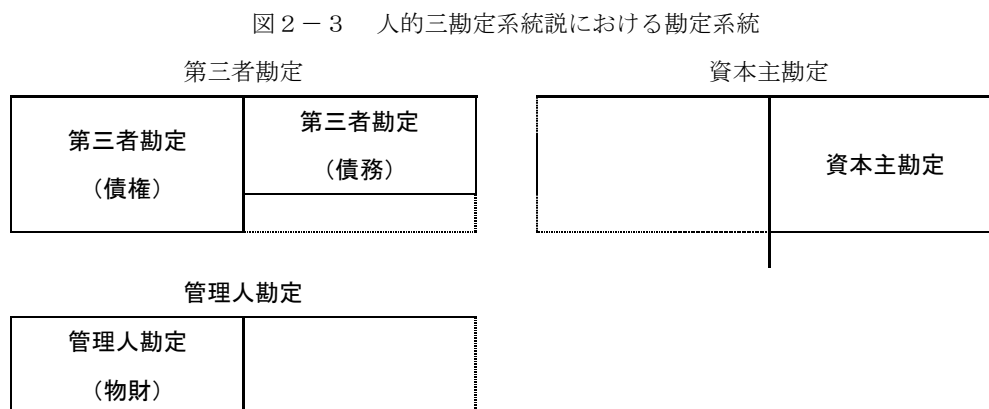 図２－３　人的三勘定系統説における勘定系統
第三者勘定
資本主勘定
第三者勘定
（債権）
第三者勘定
（債務）
資本主勘定
管理人勘定
管理人勘定
（物財）